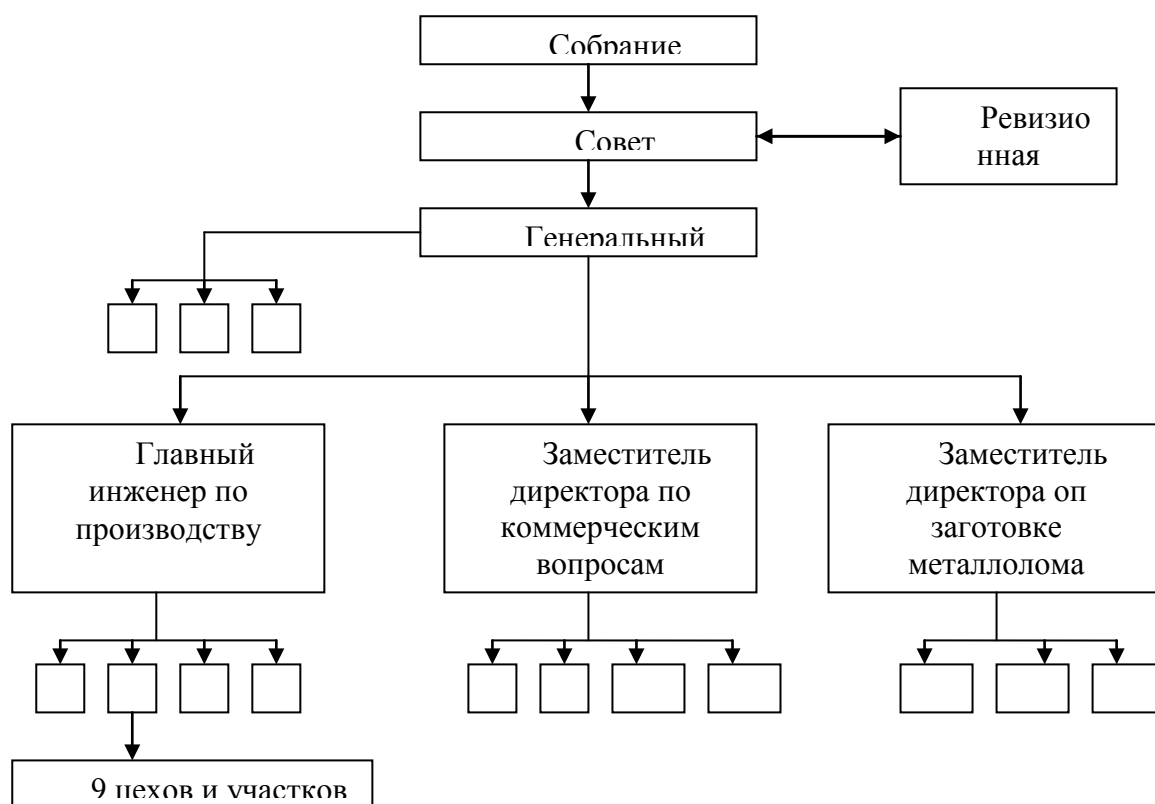 Собрание
Совет
Ревизио
нная
Генеральный
Главный
инженер по
производству
Заместитель
директора по
коммерческим
вопросам
Заместитель
директора оп
заготовке
металлолома
9 цехов и участков